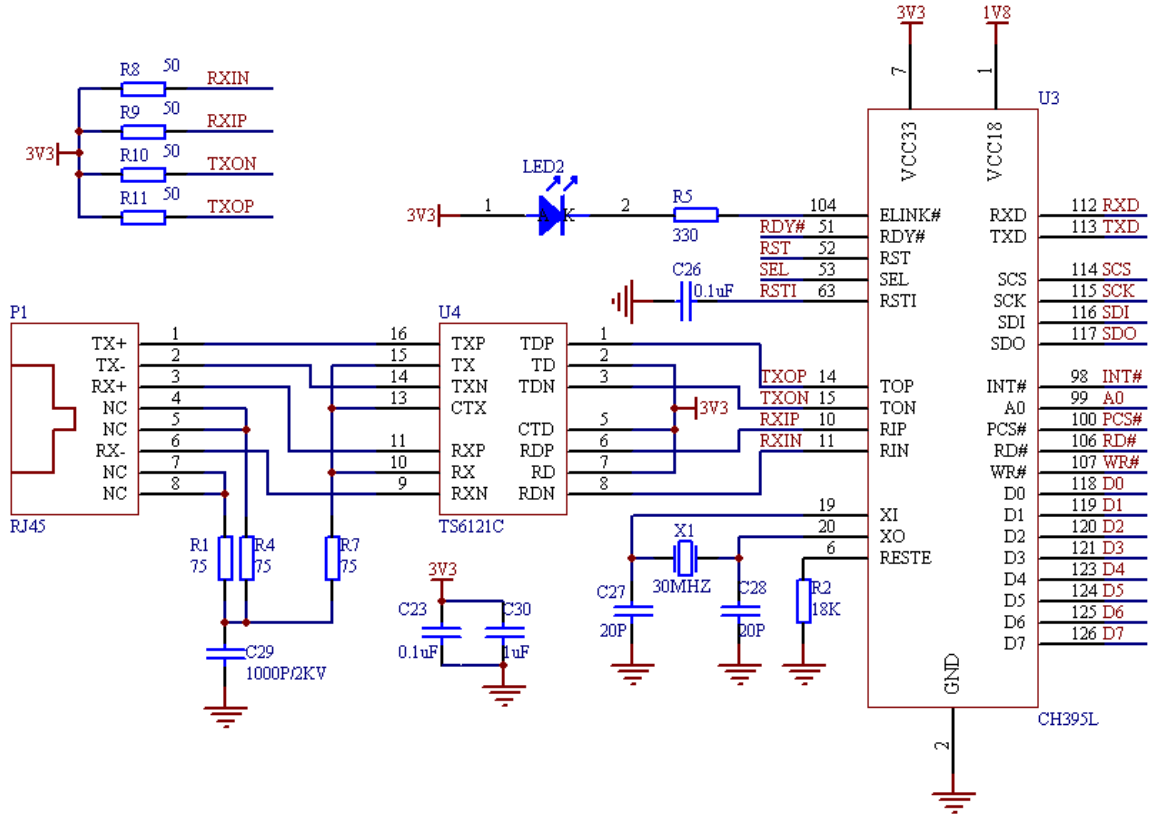 3V3 1V8
R8 50 RXIN
R9 50 RXIP
3V3
R10 50 TXON
R11 50 TXOP
7 1
U3
VCC33 VCC18
LED2
3V3 1 A K 2 R5 330 104 ELINK#
RDY# 51 RDY#
RST 52 RST
SEL 53 SEL
C26 0.1uF RSTI 63 RSTI
RXD 112 RXD
TXD 113 TXD
SCS 114 SCS
SCK 115 SCK
SDI 116 SDI
SDO 117 SDO
INT# 98 INT#
A0 99 A0
PCS# 100 PCS#
RD# 106 RD#
WR# 107 WR#
D0 118 D0
D1 119 D1
D2 120 D2
D3 121 D3
D4 123 D4
D5 124 D5
D6 125 D6
D7 126 D7
P1
TX+ 1
TX- 2
RX+ 3
NC 4
NC 5
RX- 6
NC 7
NC 8
RJ45
U4
16 TXP TDP 1
15 TX TD 2
14 TXN TDN 3
13 CTX
3V3
CTD 5
11 RXP RDP 6
10 RX RD 7
9 RXN RDN 8
TS6121C
TXOP 14 TOP
TXON 15 TON
RXIP 10 RIP
RXIN 11 RIN
19 XI
20 XO
6 RESTE
R1 75
R4 75
R7 75
X1
30MHZ
C27 20P
C28 20P
R2 18K
3V3
C23 0.1uF
C30 1uF
C29
1000P/2KV
GND
2
CH395L